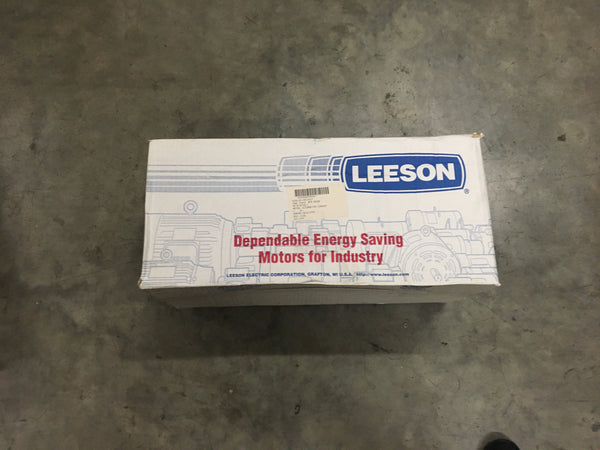 LEESON
®
Dependable Energy Saving
Motors for Industry
LEESON ELECTRIC CORPORATION, GRAFTON, WI U.S.A. http://www.leeson.com